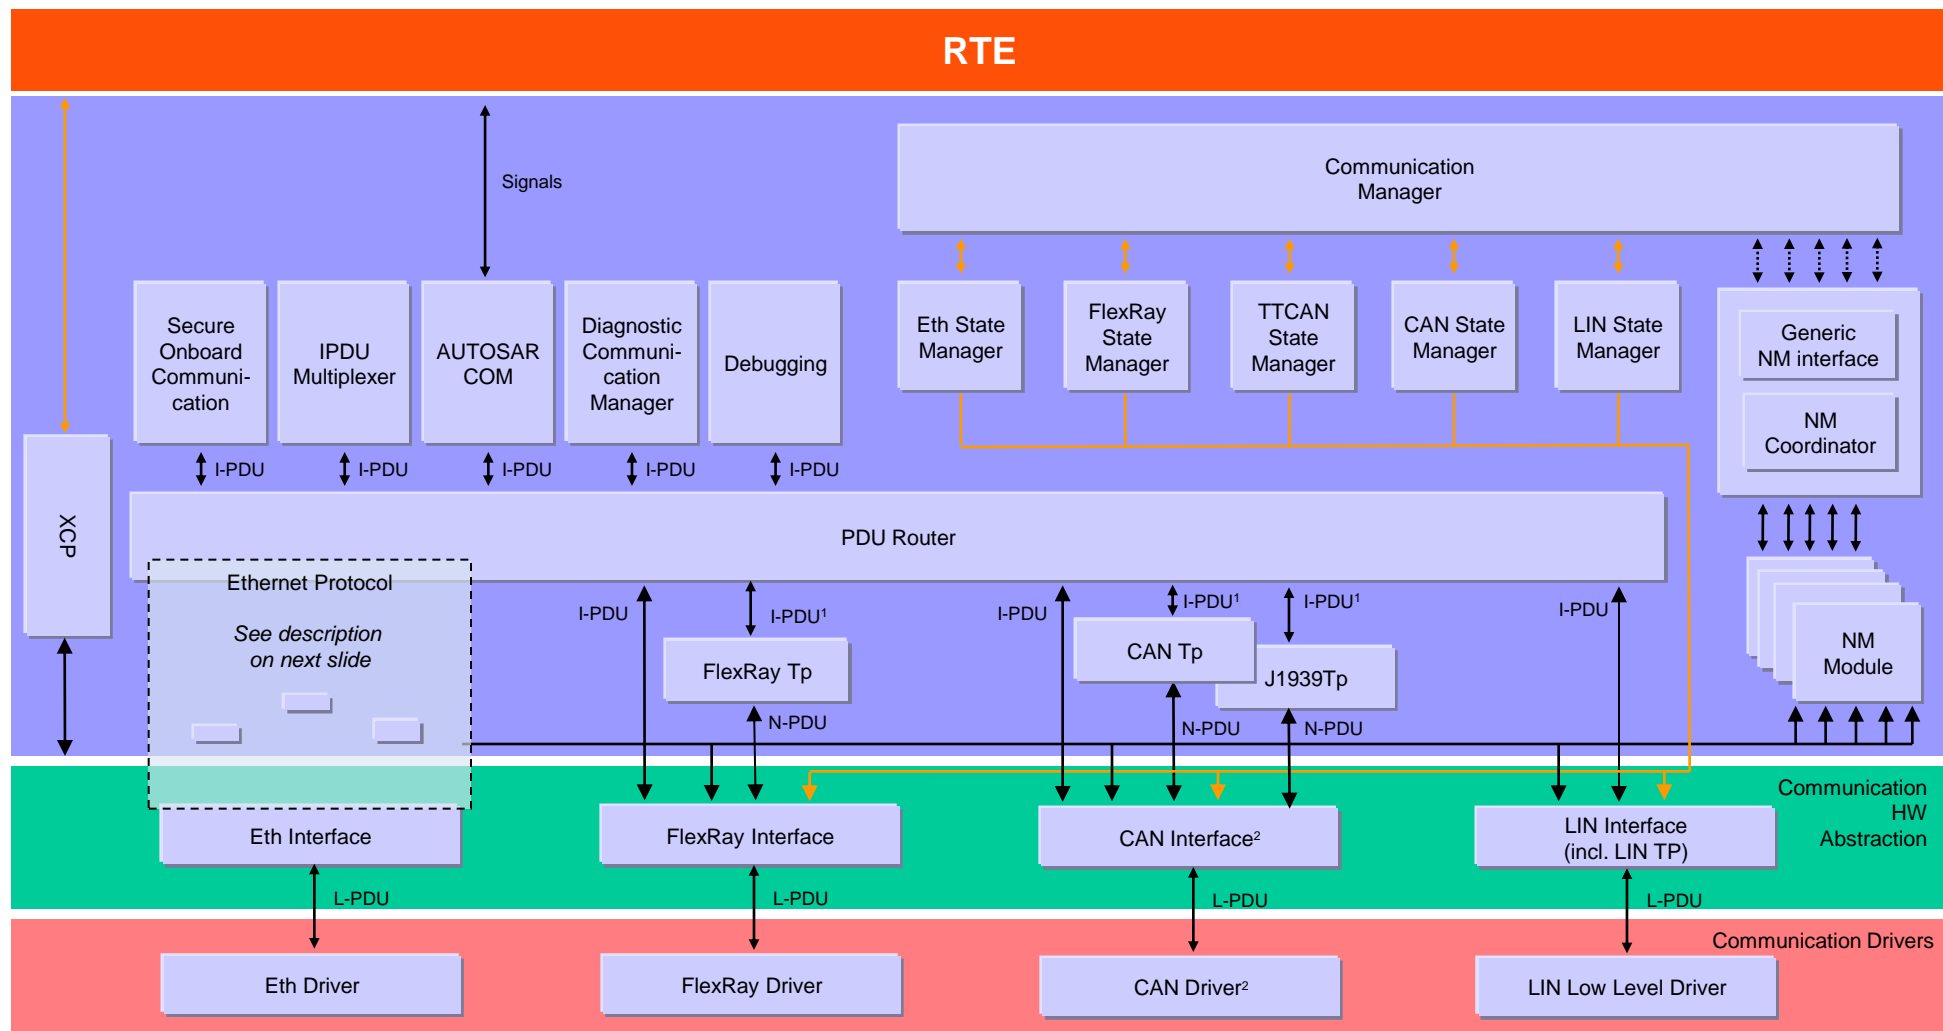 RTE
Signals
Communication
Manager
Secure
Onboard
Communi-
cation
IPDU
Multiplexer
AUTOSAR
COM
Diagnostic
Communi-
cation
Manager
Debugging
Eth State
Manager
FlexRay
State
Manager
TTCAN
State
Manager
CAN State
Manager
LIN State
Manager
Generic
NM interface
NM
Coordinator
I-PDU
I-PDU
I-PDU
I-PDU
I-PDU
XCP
PDU Router
Ethernet Protocol
See description
on next slide
I-PDU
I-PDU¹
I-PDU
I-PDU¹
I-PDU¹
I-PDU
FlexRay Tp
CAN Tp
J1939Tp
NM
Module
N-PDU
N-PDU
N-PDU
Communication
HW
Abstraction
Eth Interface
FlexRay Interface
CAN Interface²
LIN Interface
(incl. LIN TP)
L-PDU
L-PDU
L-PDU
L-PDU
Communication Drivers
Eth Driver
FlexRay Driver
CAN Driver²
LIN Low Level Driver